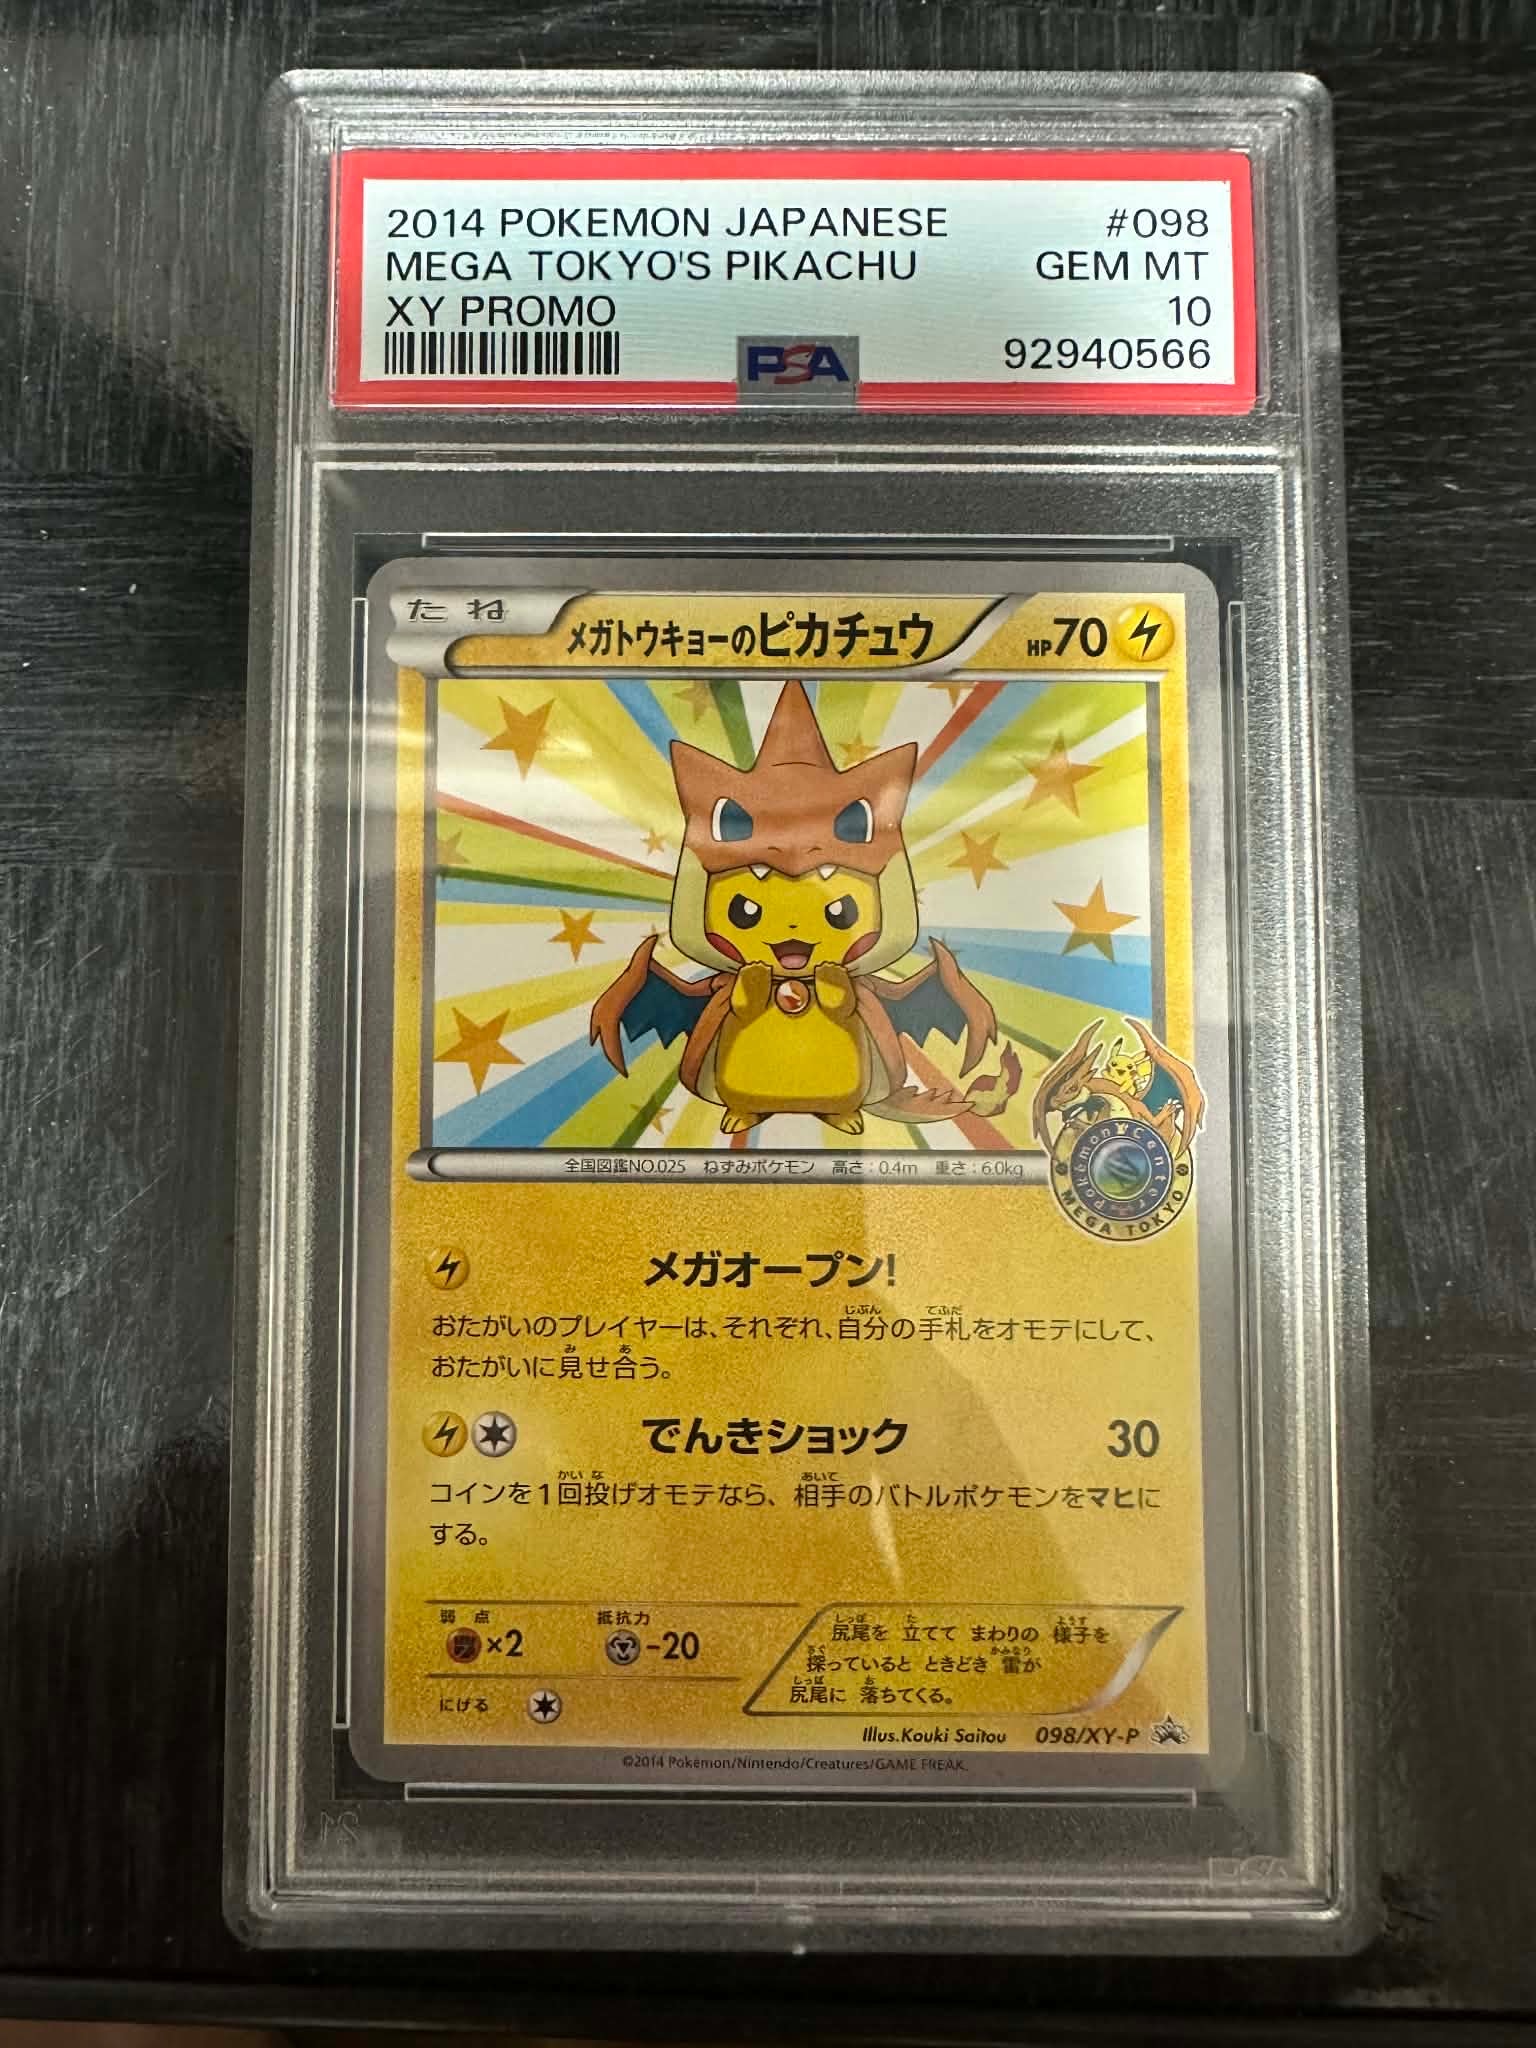 2014 POKEMON JAPANESE #098
MEGA TOKYO'S PIKACHU GEM MT
XY PROMO 10
PSA 92940566
たね メガトウキョーのピカチュウ HP70
全国図鑑NO.025 ねずみポケモン 高さ:0.4m 重さ:6.0kg
Pokémon Center
MEGA TOKYO
メガオープン!
おたがいのプレイヤーは、それぞれ、自分の手札をオモテにして、
おたがいに見せ合う。
でんきショック 30
コインを1回投げオモテなら、相手のバトルポケモンをマヒに
する。
弱点 抵抗力
×2 -20
にげる
尻尾を 立てて まわりの 様子を
探っていると ときどき 雷が
尻尾に 落ちてくる。
Illus.Kouki Saitou 098/XY-P
©2014 Pokémon/Nintendo/Creatures/GAME FREAK.